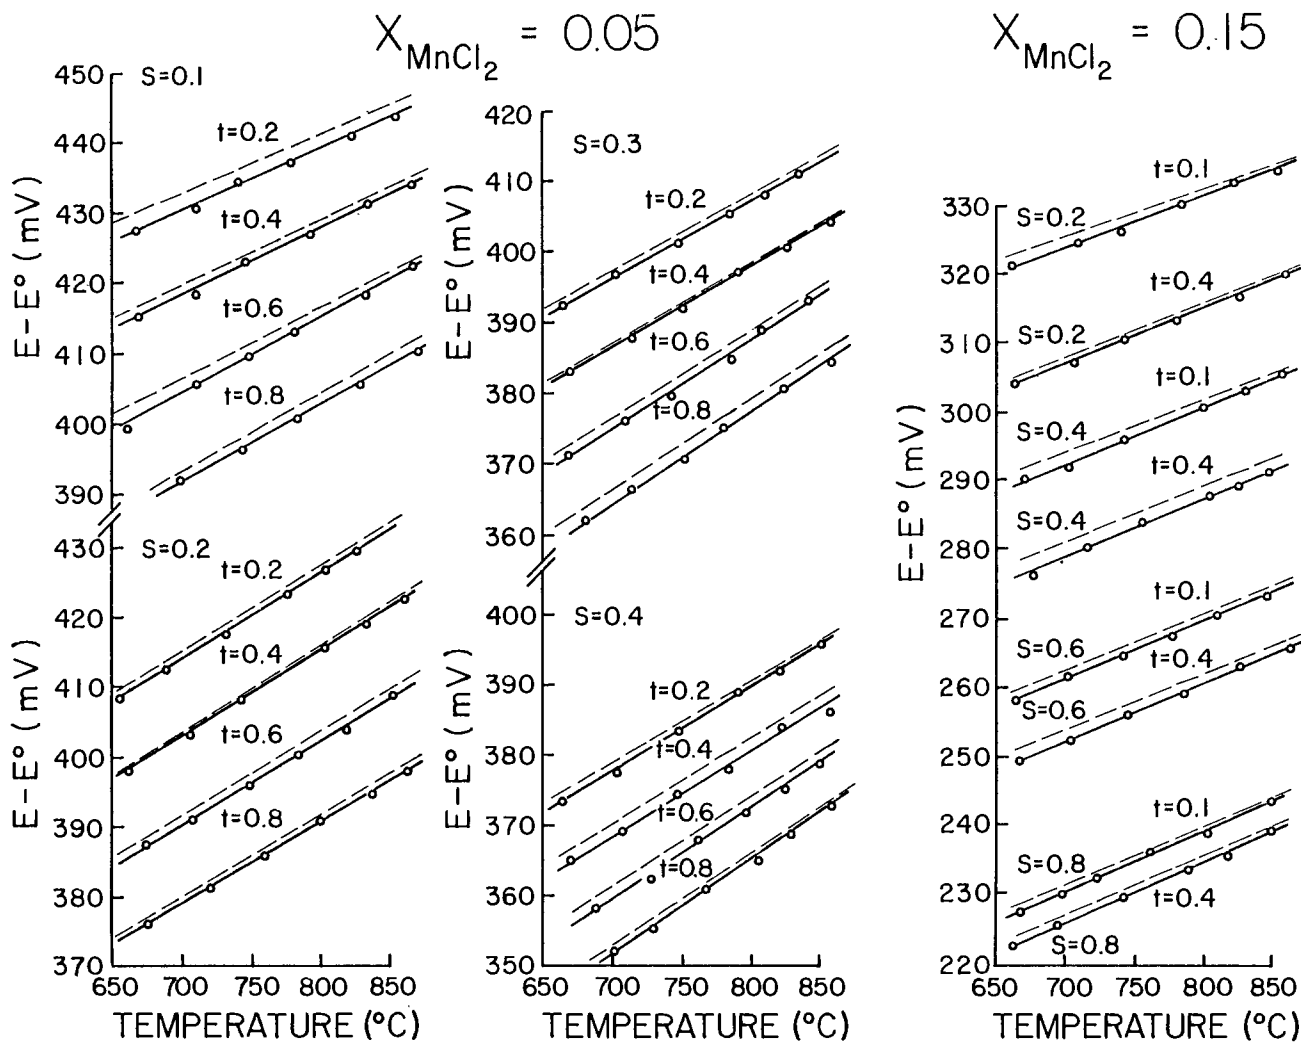 X MnCl2 = 0.05
X MnCl2 = 0.15
450
440
430
420
410
400
390
430
420
410
400
390
380
370
E-E° (mV)
E-E° (mV)
S=0.1
t=0.2
t=0.4
t=0.6
t=0.8
S=0.2
t=0.2
t=0.4
t=0.6
t=0.8
650 700 750 800 850
TEMPERATURE (°C)
420
410
400
390
380
370
360
400
390
380
370
360
350
E-E° (mV)
E-E° (mV)
S=0.3
t=0.2
t=0.4
t=0.6
t=0.8
S=0.4
t=0.2
t=0.4
t=0.6
t=0.8
650 700 750 800 850
TEMPERATURE (°C)
330
320
310
300
290
280
270
260
250
240
230
220
E-E° (mV)
t=0.1
S=0.2
t=0.4
S=0.2
t=0.1
S=0.4
t=0.4
S=0.4
t=0.1
S=0.6
t=0.4
S=0.6
t=0.1
S=0.8
t=0.4
S=0.8
650 700 750 800 850
TEMPERATURE (°C)